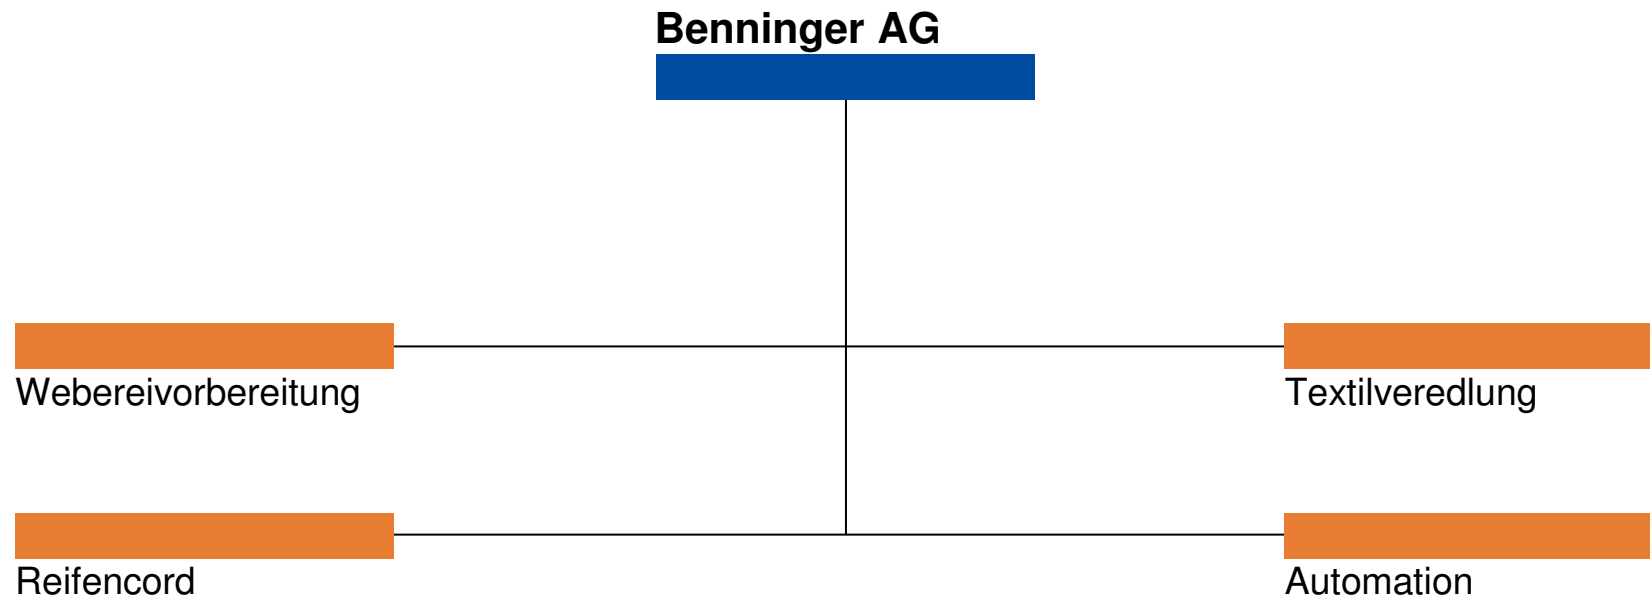 Benninger AG
Webereivorbereitung
Textilveredlung
Reifencord
Automation